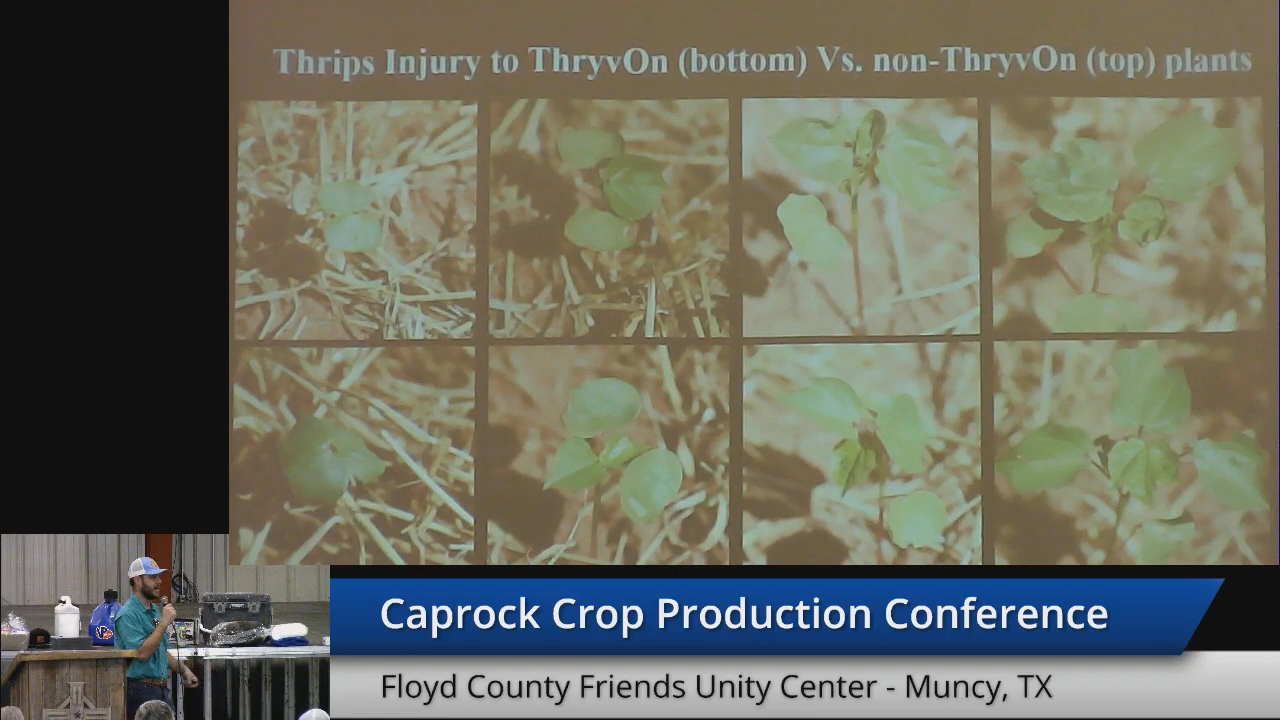 Thrips Injury to ThryvOn (bottom) Vs. non-ThryvOn (top) plants
Caprock Crop Production Conference
Floyd County Friends Unity Center - Muncy, TX